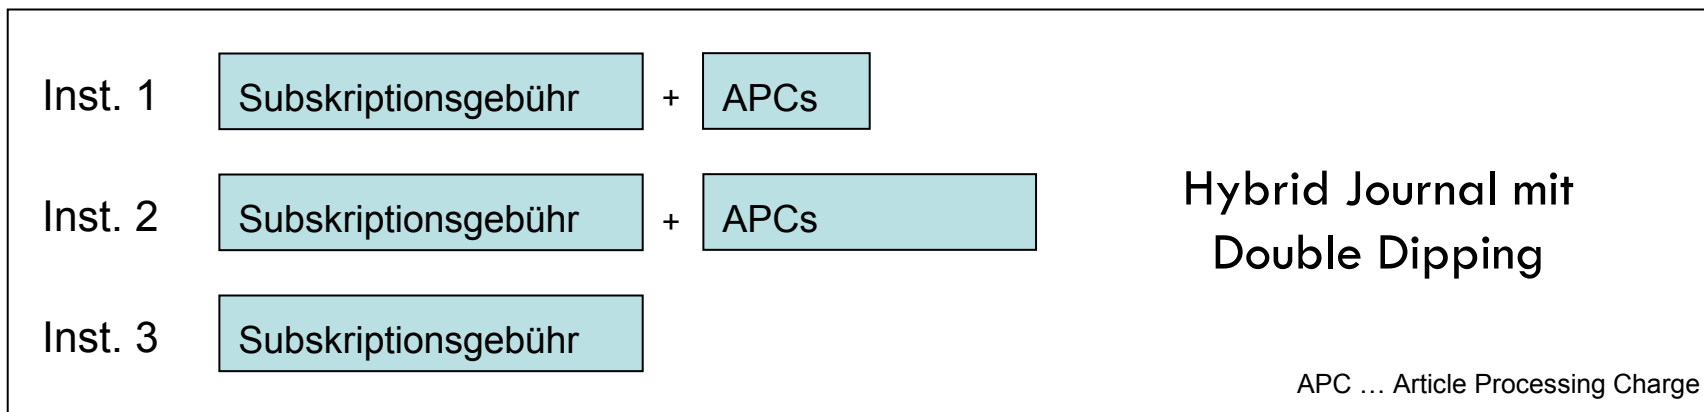 Inst. 1 Subskriptionsgebühr + APCs
Inst. 2 Subskriptionsgebühr + APCs
Hybrid Journal mit
Double Dipping
Inst. 3 Subskriptionsgebühr
APC … Article Processing Charge